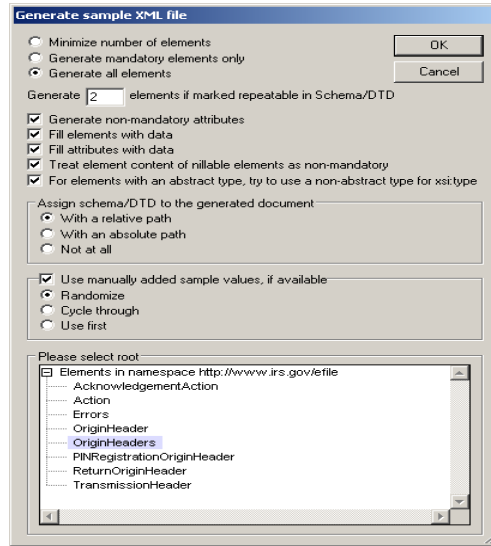 Generate sample XML file
Minimize number of elements
Generate mandatory elements only
Generate all elements
OK
Cancel
Generate 2 elements if marked repeatable in Schema/DTD
Generate non-mandatory attributes
Fill elements with data
Fill attributes with data
Treat element content of nillable elements as non-mandatory
For elements with an abstract type, try to use a non-abstract type for xsi:type
Assign schema/DTD to the generated document
With a relative path
With an absolute path
Not at all
Use manually added sample values, if available
Randomize
Cycle through
Use first
Please select root
Elements in namespace http://www.irs.gov/efile
AcknowledgementAction
Action
Errors
OriginHeader
OriginHeaders
PINRegistrationOriginHeader
ReturnOriginHeader
TransmissionHeader